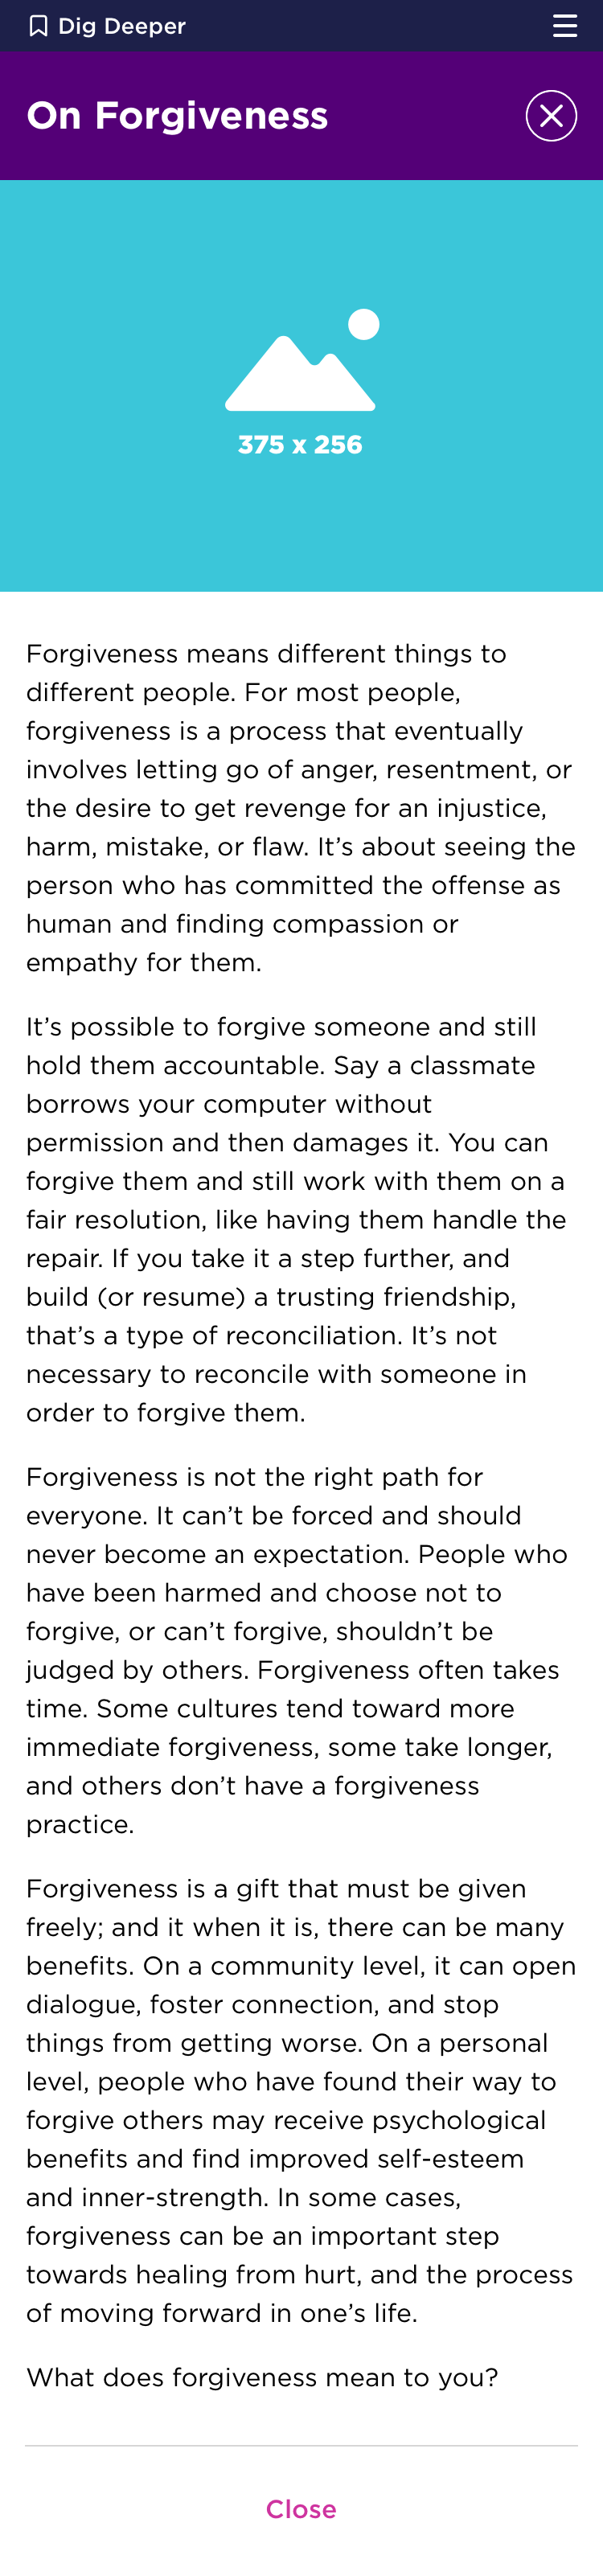 Dig Deeper
On Forgiveness
375 x 256
Forgiveness means different things to
different people. For most people,
forgiveness is a process that eventually
involves letting go of anger, resentment, or
the desire to get revenge for an injustice,
harm, mistake, or flaw. It’s about seeing the
person who has committed the offense as
human and finding compassion or
empathy for them.
It’s possible to forgive someone and still
hold them accountable. Say a classmate
borrows your computer without
permission and then damages it. You can
forgive them and still work with them on a
fair resolution, like having them handle the
repair. If you take it a step further, and
build (or resume) a trusting friendship,
that’s a type of reconciliation. It’s not
necessary to reconcile with someone in
order to forgive them.
Forgiveness is not the right path for
everyone. It can’t be forced and should
never become an expectation. People who
have been harmed and choose not to
forgive, or can’t forgive, shouldn’t be
judged by others. Forgiveness often takes
time. Some cultures tend toward more
immediate forgiveness, some take longer,
and others don’t have a forgiveness
practice.
Forgiveness is a gift that must be given
freely; and it when it is, there can be many
benefits. On a community level, it can open
dialogue, foster connection, and stop
things from getting worse. On a personal
level, people who have found their way to
forgive others may receive psychological
benefits and find improved self-esteem
and inner-strength. In some cases,
forgiveness can be an important step
towards healing from hurt, and the process
of moving forward in one’s life.
What does forgiveness mean to you?
Close